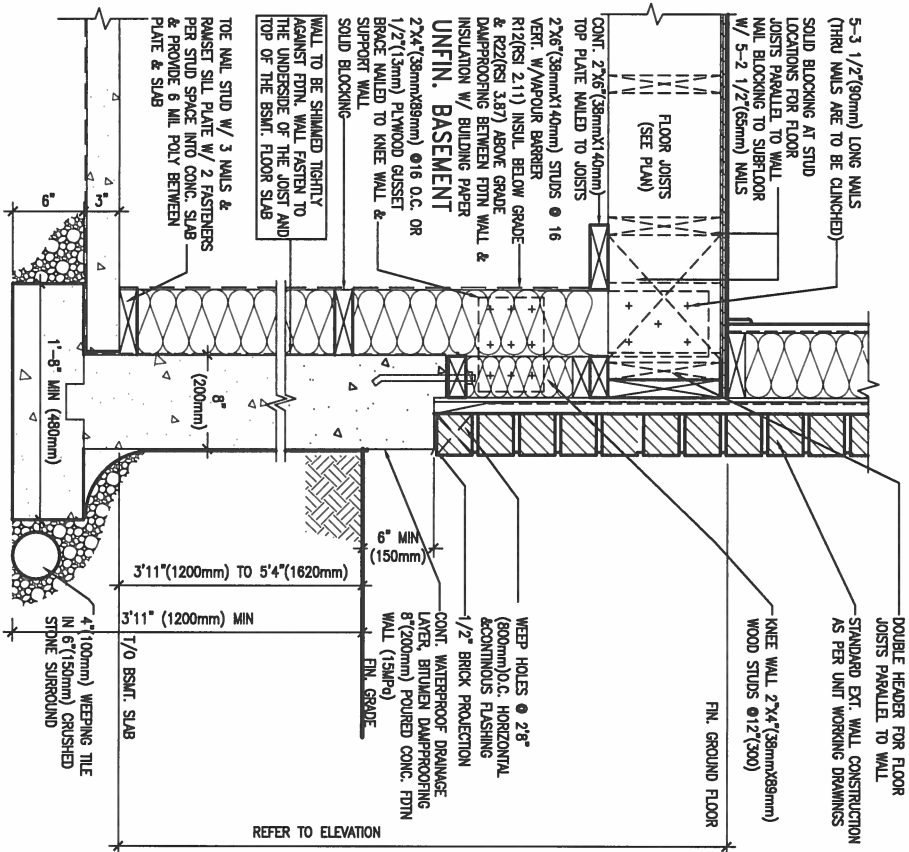 5-3 1/2"(90mm) LONG NAILS
(THRU NAILS ARE TO BE CLINCHED)
SOLID BLOCKING AT STUD
LOCATIONS FOR FLOOR
JOISTS PARALLEL TO WALL
NAIL BLOCKING TO SUBFLOOR
W/ 5-2 1/2"(65mm) NAILS
FLOOR JOISTS
(SEE PLAN)
CONT. 2"X6"(38mmX140mm)
TOP PLATE NAILED TO JOISTS
2"X6"(38mmX140mm) STUDS @ 16
VERT. W/VAPOUR BARRIER
R12(RSI 2.11) INSUL. BELOW GRADE
& R22(RSI 3.87) ABOVE GRADE
DAMPROOFING BETWEEN FDTN WALL &
INSULATION W/ BUILDING PAPER
UNFIN. BASEMENT
2"X4"(38mmX89mm) @16 O.C. OR
1/2"(13mm) PLYWOOD GUSSET
BRACE NAILED TO KNEE WALL &
SUPPORT WALL
SOLID BLOCKING
WALL TO BE SHIMMED TIGHTLY
AGAINST FDTN. WALL FASTEN TO
THE UNDERSIDE OF THE JOIST AND
TOP OF THE BSMT. FLOOR SLAB
TOE NAIL STUD W/ 3 NAILS &
RAMSET SILL PLATE W/ 2 FASTENERS
PER STUD SPACE INTO CONC. SLAB
& PROVIDE 6 MIL POLY BETWEEN
PLATE & SLAB
3"
6"
8"
(200mm)
1'-8" MIN (480mm)
DOUBLE HEADER FOR FLOOR
JOISTS PARALLEL TO WALL
STANDARD EXT. WALL CONSTRUCTION
AS PER UNIT WORKING DRAWINGS
KNEE WALL 2"X4"(38mmX89mm)
WOOD STUDS @12"(300)
FIN. GROUND FLOOR
WEEP HOLES @ 2'8"
(800mm)O.C. HORIZONTAL
&CONTINOUS FLASHING
1/2" BRICK PROJECTION
CONT. WATERPROOF DRAINAGE
LAYER, BITUMEN DAMPPROOFING
8"(200mm) POURED CONC. FDTN
WALL (15MPa)
FIN. GRADE
6" MIN
(150mm)
3'11"(1200mm) TO 5'4"(1620mm)
3'11" (1200mm) MIN
T/O BSMT. SLAB
4"(100mm) WEEPING TILE
IN 6"(150mm) CRUSHED
STONE SURROUND
REFER TO ELEVATION